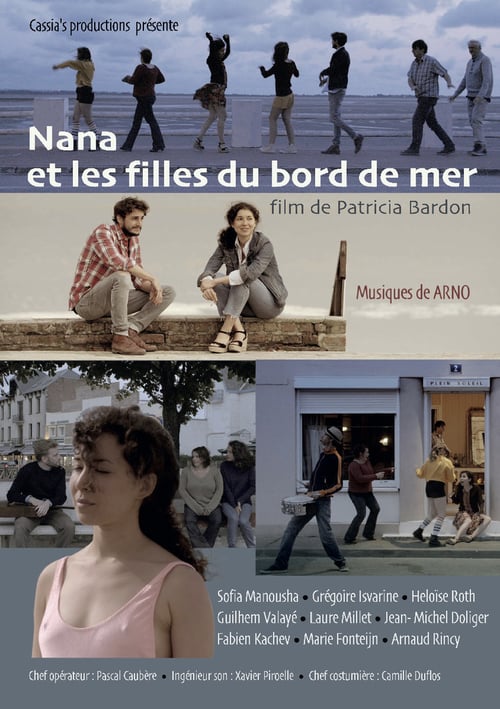 Cassia's productions présente
Nana
et les filles du bord de mer
film de Patricia Bardon
Musiques de ARNO
2
PLEIN SOLEIL
Sofia Manousha • Grégoire Isvarine • Heloïse Roth
Guilhem Valayé • Laure Millet • Jean- Michel Doliger
Fabien Kachev • Marie Fonteijn • Arnaud Rincy
Chef opérateur : Pascal Caubère • Ingénieur son : Xavier Piroelle • Chef costumière : Camille Duflos